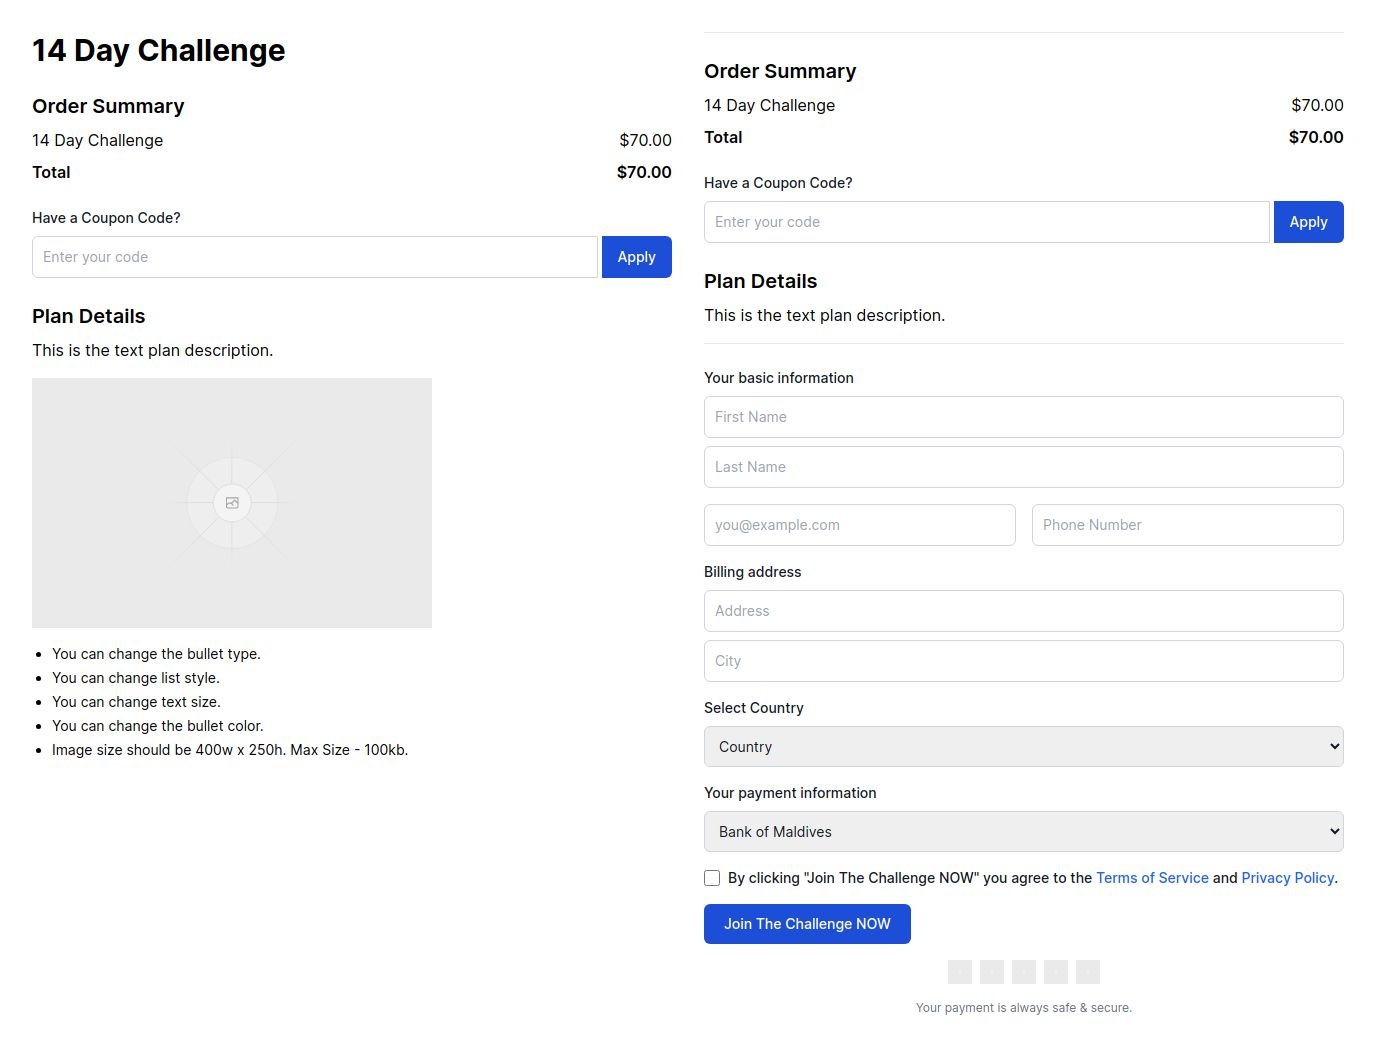 14 Day Challenge
Order Summary
14 Day Challenge $70.00
Total $70.00
Have a Coupon Code?
Enter your code Apply
Plan Details
This is the text plan description.
You can change the bullet type.
You can change list style.
You can change text size.
You can change the bullet color.
Image size should be 400w x 250h. Max Size - 100kb.
Order Summary
14 Day Challenge $70.00
Total $70.00
Have a Coupon Code?
Enter your code Apply
Plan Details
This is the text plan description.
Your basic information
First Name
Last Name
you@example.com Phone Number
Billing address
Address
City
Select Country
Country
Your payment information
Bank of Maldives
By clicking "Join The Challenge NOW" you agree to the Terms of Service and Privacy Policy.
Join The Challenge NOW
Your payment is always safe & secure.